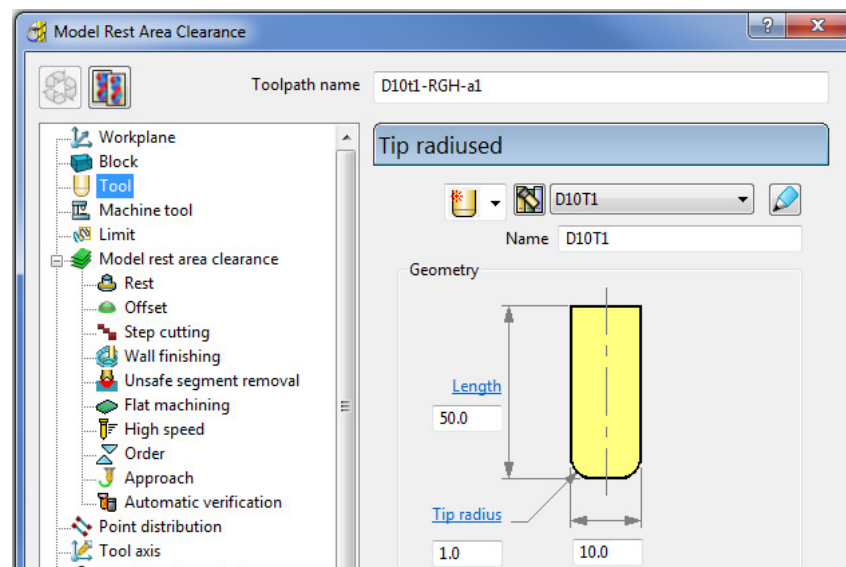 Model Rest Area Clearance
Toolpath name D10t1-RGH-a1
Workplane
Block
Tool
Machine tool
Limit
Model rest area clearance
Rest
Offset
Step cutting
Wall finishing
Unsafe segment removal
Flat machining
High speed
Order
Approach
Automatic verification
Point distribution
Tool axis
Tip radiused
D10T1
Name D10T1
Geometry
Length
50.0
Tip radius
1.0 10.0